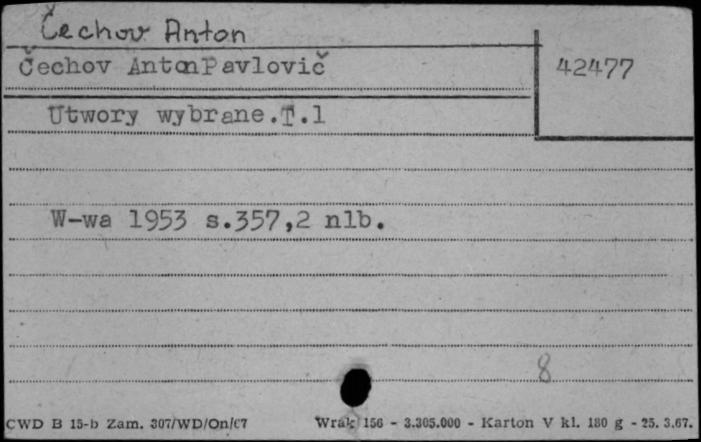 Čechov Anton
Čechov Anton Pavlovič
42477
Utwory wybrane.T.1
W-wa 1953 s.357,2 nlb.
8
CWD B 15-b Zam. 307/WD/On/67 Wrak 156 - 3.305.000 - Karton V kl. 180 g - 25.3.67.